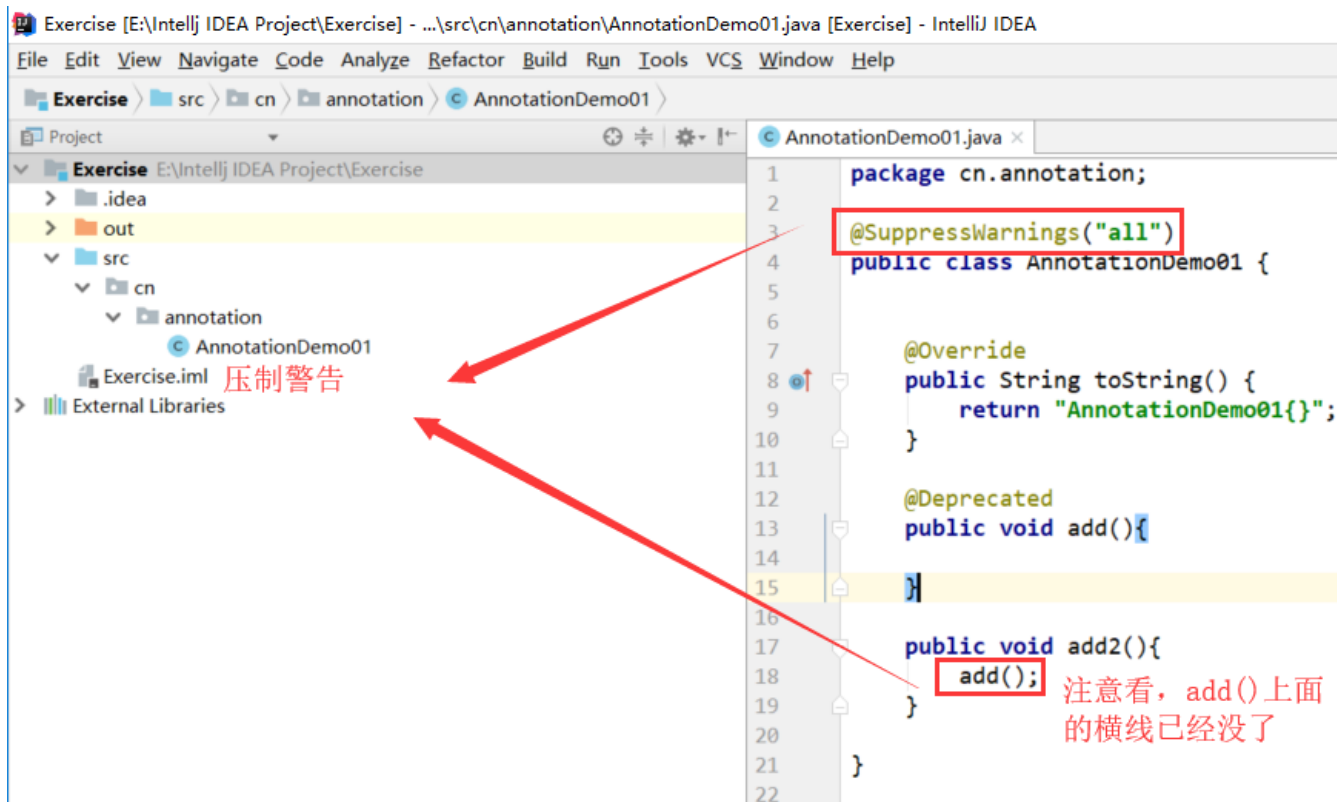 Exercise [E:\Intellj IDEA Project\Exercise] - ...\src\cn\annotation\AnnotationDemo01.java [Exercise] - IntelliJ IDEA
File Edit View Navigate Code Analyze Refactor Build Run Tools VCS Window Help
Exercise src cn annotation AnnotationDemo01
Project
AnnotationDemo01.java
Exercise E:\Intellj IDEA Project\Exercise
.idea
out
src
cn
annotation
AnnotationDemo01
Exercise.iml 压制警告
External Libraries
1 package cn.annotation;
2
3 @SuppressWarnings("all")
4 public class AnnotationDemo01 {
5
6
7 @Override
8 public String toString() {
9 return "AnnotationDemo01{}";
10 }
11
12 @Deprecated
13 public void add(){
14
15 }
16
17 public void add2(){
18 add();
19 }
20
21 }
22
注意看，add()上面
的横线已经没了